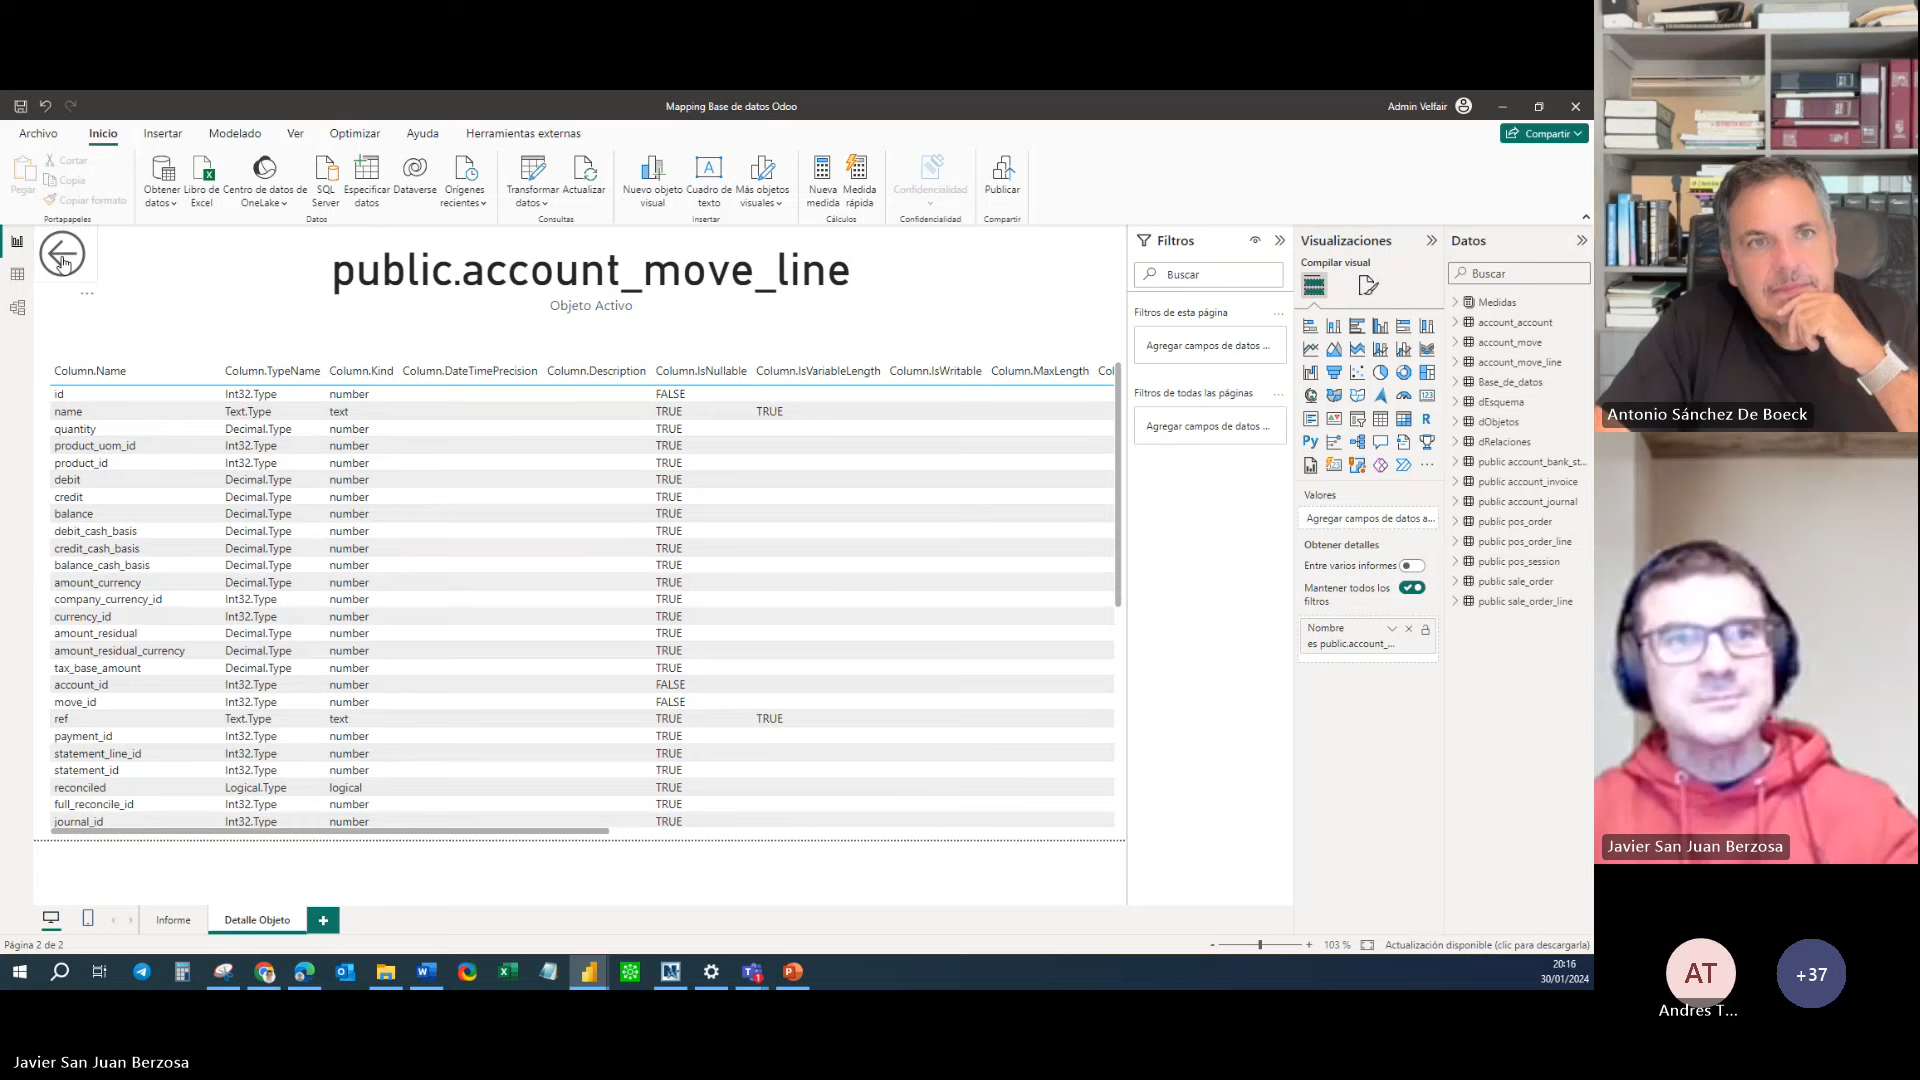 Mapping Base de datos Odoo
Admin Velfair
Archivo
Inicio
Insertar
Modelado
Ver
Optimizar
Ayuda
Herramientas externas
Compartir
Pegar
Cortar
Copia
Copiar formato
Portapapeles
Obtener datos
Libro de Excel
Centro de datos de OneLake
SQL Server
Especificar datos
Dataverse
Orígenes recientes
Datos
Transformar datos
Actualizar
Consultas
Nuevo objeto visual
Cuadro de texto
Más objetos visuales
Insertar
Nueva medida
Medida rápida
Cálculos
Confidencialidad
Confidencialidad
Publicar
Compartir
public.account_move_line
Objeto Activo
Column.Name Column.TypeName Column.Kind Column.DateTimePrecision Column.Description Column.IsNullable Column.IsVariableLength Column.IsWritable Column.MaxLength Col
id Int32.Type number FALSE
name Text.Type text TRUE TRUE
quantity Decimal.Type number TRUE
product_uom_id Int32.Type number TRUE
product_id Int32.Type number TRUE
debit Decimal.Type number TRUE
credit Decimal.Type number TRUE
balance Decimal.Type number TRUE
debit_cash_basis Decimal.Type number TRUE
credit_cash_basis Decimal.Type number TRUE
balance_cash_basis Decimal.Type number TRUE
amount_currency Decimal.Type number TRUE
company_currency_id Int32.Type number TRUE
currency_id Int32.Type number TRUE
amount_residual Decimal.Type number TRUE
amount_residual_currency Decimal.Type number TRUE
tax_base_amount Decimal.Type number TRUE
account_id Int32.Type number FALSE
move_id Int32.Type number FALSE
ref Text.Type text TRUE TRUE
payment_id Int32.Type number TRUE
statement_line_id Int32.Type number TRUE
statement_id Int32.Type number TRUE
reconciled Logical.Type logical TRUE
full_reconcile_id Int32.Type number TRUE
journal_id Int32.Type number TRUE
Filtros
Buscar
Filtros de esta página
Agregar campos de datos ...
Filtros de todas las páginas
Agregar campos de datos ...
Visualizaciones
Compilar visual
R
Py
Valores
Agregar campos de datos a...
Obtener detalles
Entre varios informes
Mantener todos los filtros
Nombre
es public.account_...
Datos
Buscar
Medidas
account_account
account_move
account_move_line
Base_de_datos
dEsquema
dObjetos
dRelaciones
public account_bank_st...
public account_invoice
public account_journal
public pos_order
public pos_order_line
public pos_session
public sale_order
public sale_order_line
Informe
Detalle Objeto
Página 2 de 2
103 %
Actualización disponible (clic para descargarla)
20:16
30/01/2024
Antonio Sánchez De Boeck
Javier San Juan Berzosa
AT
Andres T...
+37
Javier San Juan Berzosa